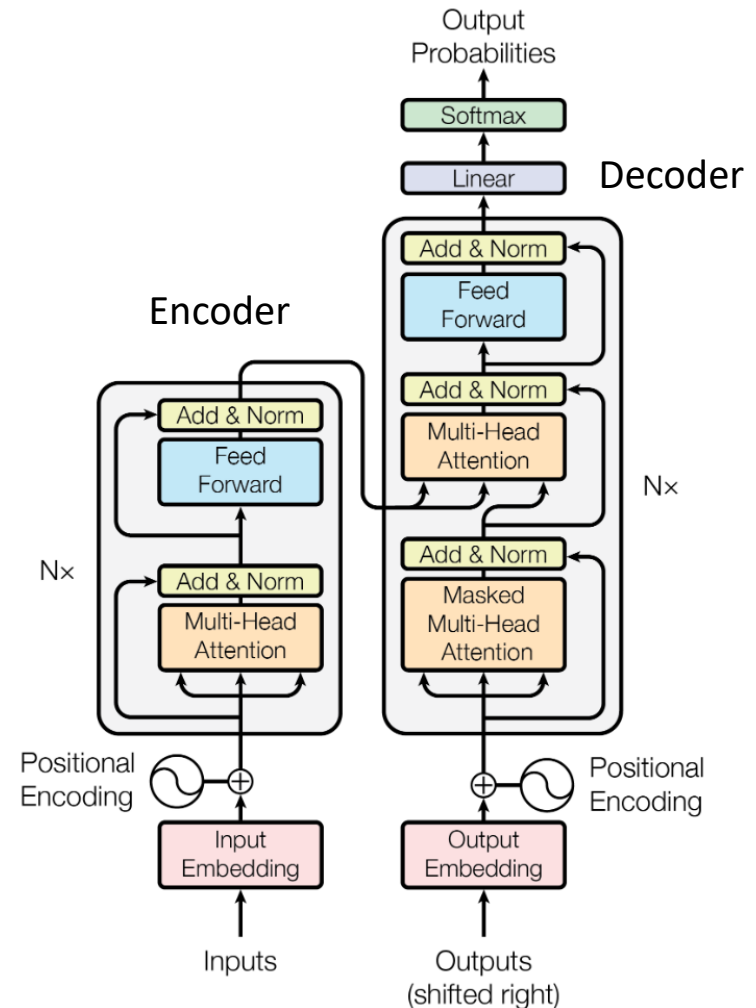 Output
Probabilities
Softmax
Linear
Decoder
Add & Norm
Feed
Forward
Add & Norm
Multi-Head
Attention
N×
Add & Norm
Masked
Multi-Head
Attention
Positional
Encoding
Output
Embedding
Outputs
(shifted right)
Encoder
Add & Norm
Feed
Forward
N×
Add & Norm
Multi-Head
Attention
Positional
Encoding
Input
Embedding
Inputs